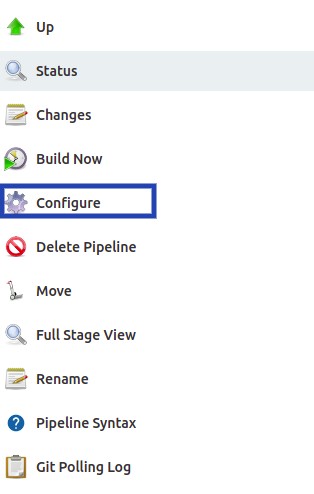 Up
Status
Changes
Build Now
Configure
Delete Pipeline
Move
Full Stage View
Rename
Pipeline Syntax
Git Polling Log